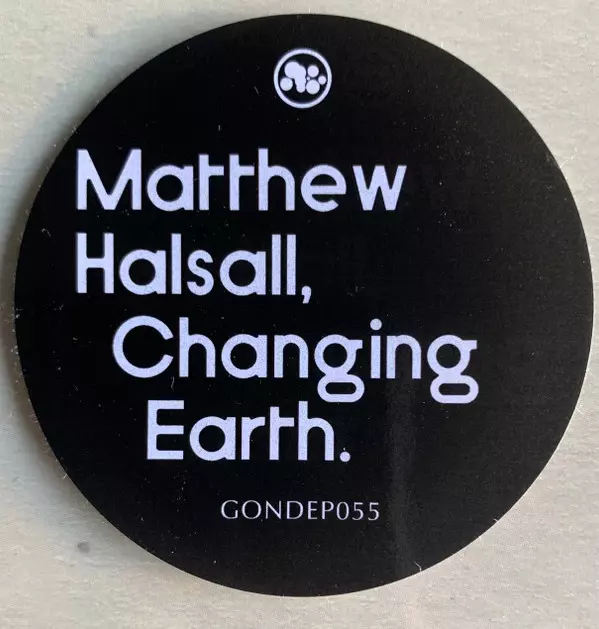 Matthew
Halsall,
Changing
Earth.
GONDEP055